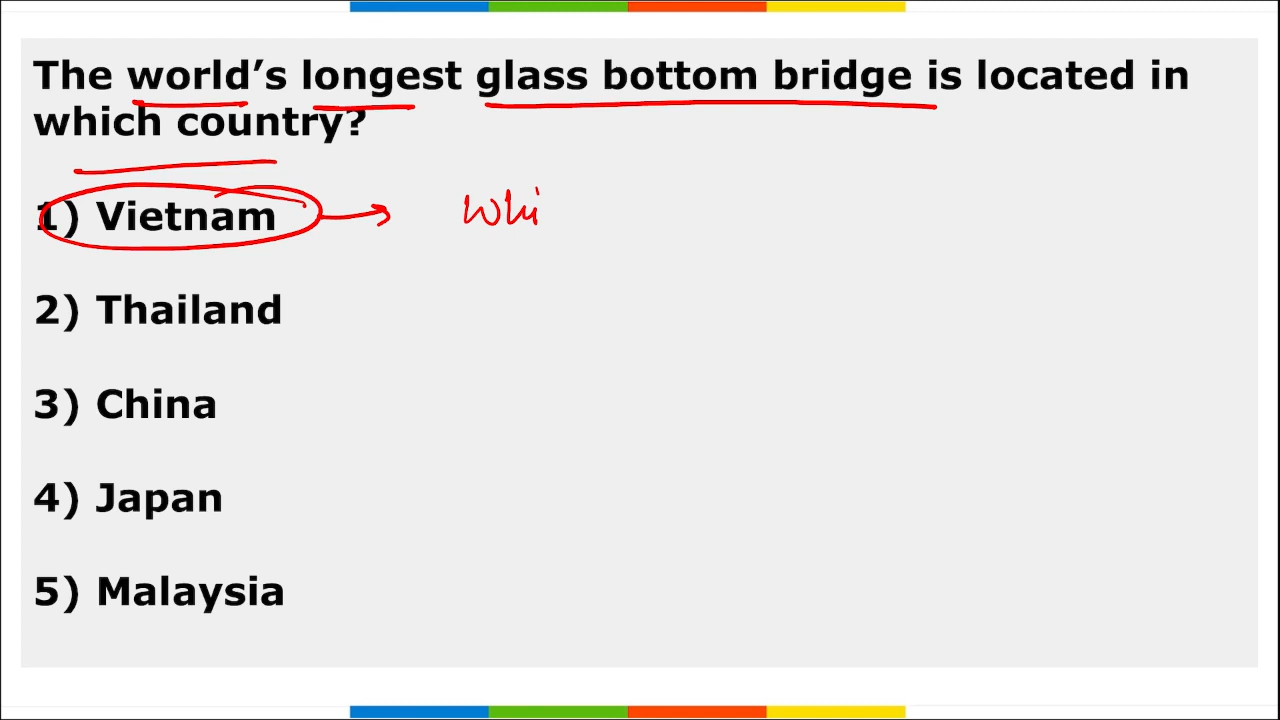 The world’s longest glass bottom bridge is located in
which country?
1) Vietnam
Whi
2) Thailand
3) China
4) Japan
5) Malaysia